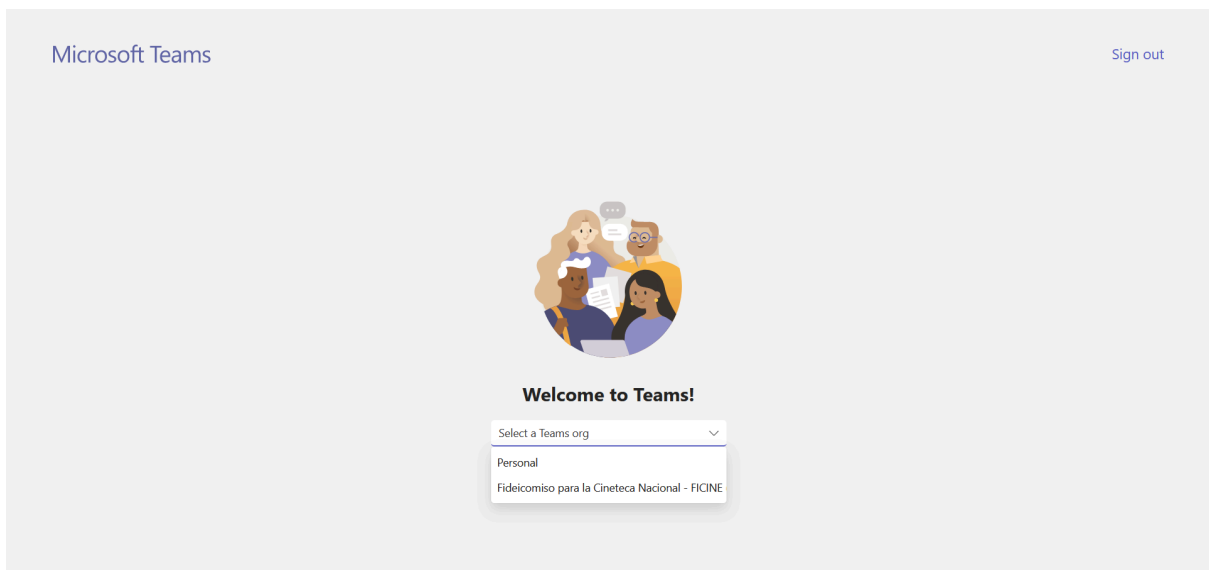 Microsoft Teams
Sign out
Welcome to Teams!
Select a Teams org
Personal
Fideicomiso para la Cineteca Nacional - FICINE